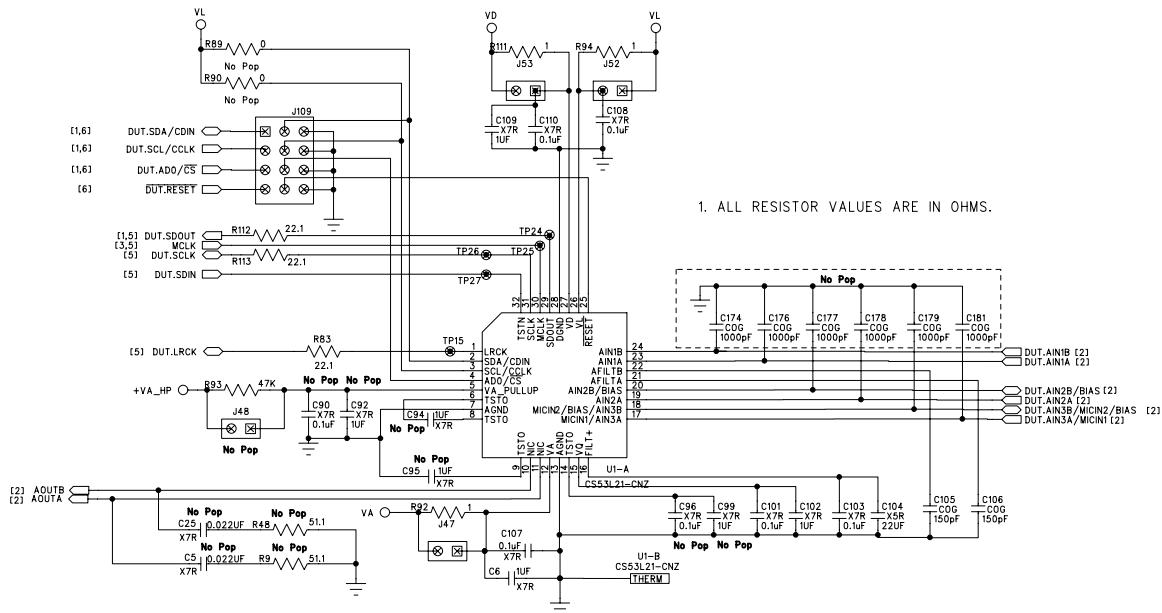 VL
VD
VL
R89
0
No Pop
R90
0
No Pop
R111
1
J53
R94
1
J52
J109
C109
X7R
1UF
C110
X7R
0.1uF
C108
X7R
0.1uF
[1,6] DUT.SDA/CDIN
[1,6] DUT.SCL/CCLK
[1,6] DUT.AD0/CS
[6] DUT.RESET
1. ALL RESISTOR VALUES ARE IN OHMS.
[1,5] DUT.SDOUT
R112
22.1
TP24
[3,5] MCLK
TP25
[5] DUT.SCLK
R113
22.1
TP26
[5] DUT.SDIN
TP27
No Pop
C174
COG
1000pF
C176
COG
1000pF
C177
COG
1000pF
C178
COG
1000pF
C179
COG
1000pF
C181
COG
1000pF
32 TSTN
31 SCLK
30 MCLK
29 SDOUT
28 DGND
27 VD
26 VL
25 RESET
[5] DUT.LRCK
R83
22.1
TP15
1 LRCK
2 SDA/CDIN
3 SCL/CCLK
4 AD0/CS
5 VA_PULLUP
6 TSTO
7 AGND
8 TSTO
AIN1B 24
AIN1A 23
AFILTB 22
AFILTA 21
AIN2B/BIAS 20
AIN2A 19
MICIN2/BIAS/AIN3B 18
MICIN1/AIN3A 17
DUT.AIN1B [2]
DUT.AIN1A [2]
DUT.AIN2B/BIAS [2]
DUT.AIN2A [2]
DUT.AIN3B/MICIN2/BIAS [2]
DUT.AIN3A/MICIN1 [2]
+VA_HP
R93
47K
J48
No Pop
No Pop
No Pop
C90
X7R
0.1uF
C92
X7R
1UF
C94
1UF
X7R
No Pop
No Pop
C95
1UF
X7R
9 TSTO
10 NIC
11 NIC
12 VA
13 AGND
14 TSTO
15 VQ
16 FILT+
U1-A
CS53L21-CNZ
[2] AOUTB
[2] AOUTA
No Pop
C25
0.022UF
X7R
No Pop
R48
51.1
No Pop
C5
0.022UF
X7R
No Pop
R9
51.1
VA
R92
1
J47
C107
0.1uF
X7R
C6
1UF
X7R
C96
X7R
0.1uF
No Pop
C99
X7R
1UF
No Pop
C101
X7R
0.1uF
C102
X7R
1UF
C103
X7R
0.1uF
C104
X5R
22UF
C105
COG
150pF
C106
COG
150pF
U1-B
CS53L21-CNZ
THERM